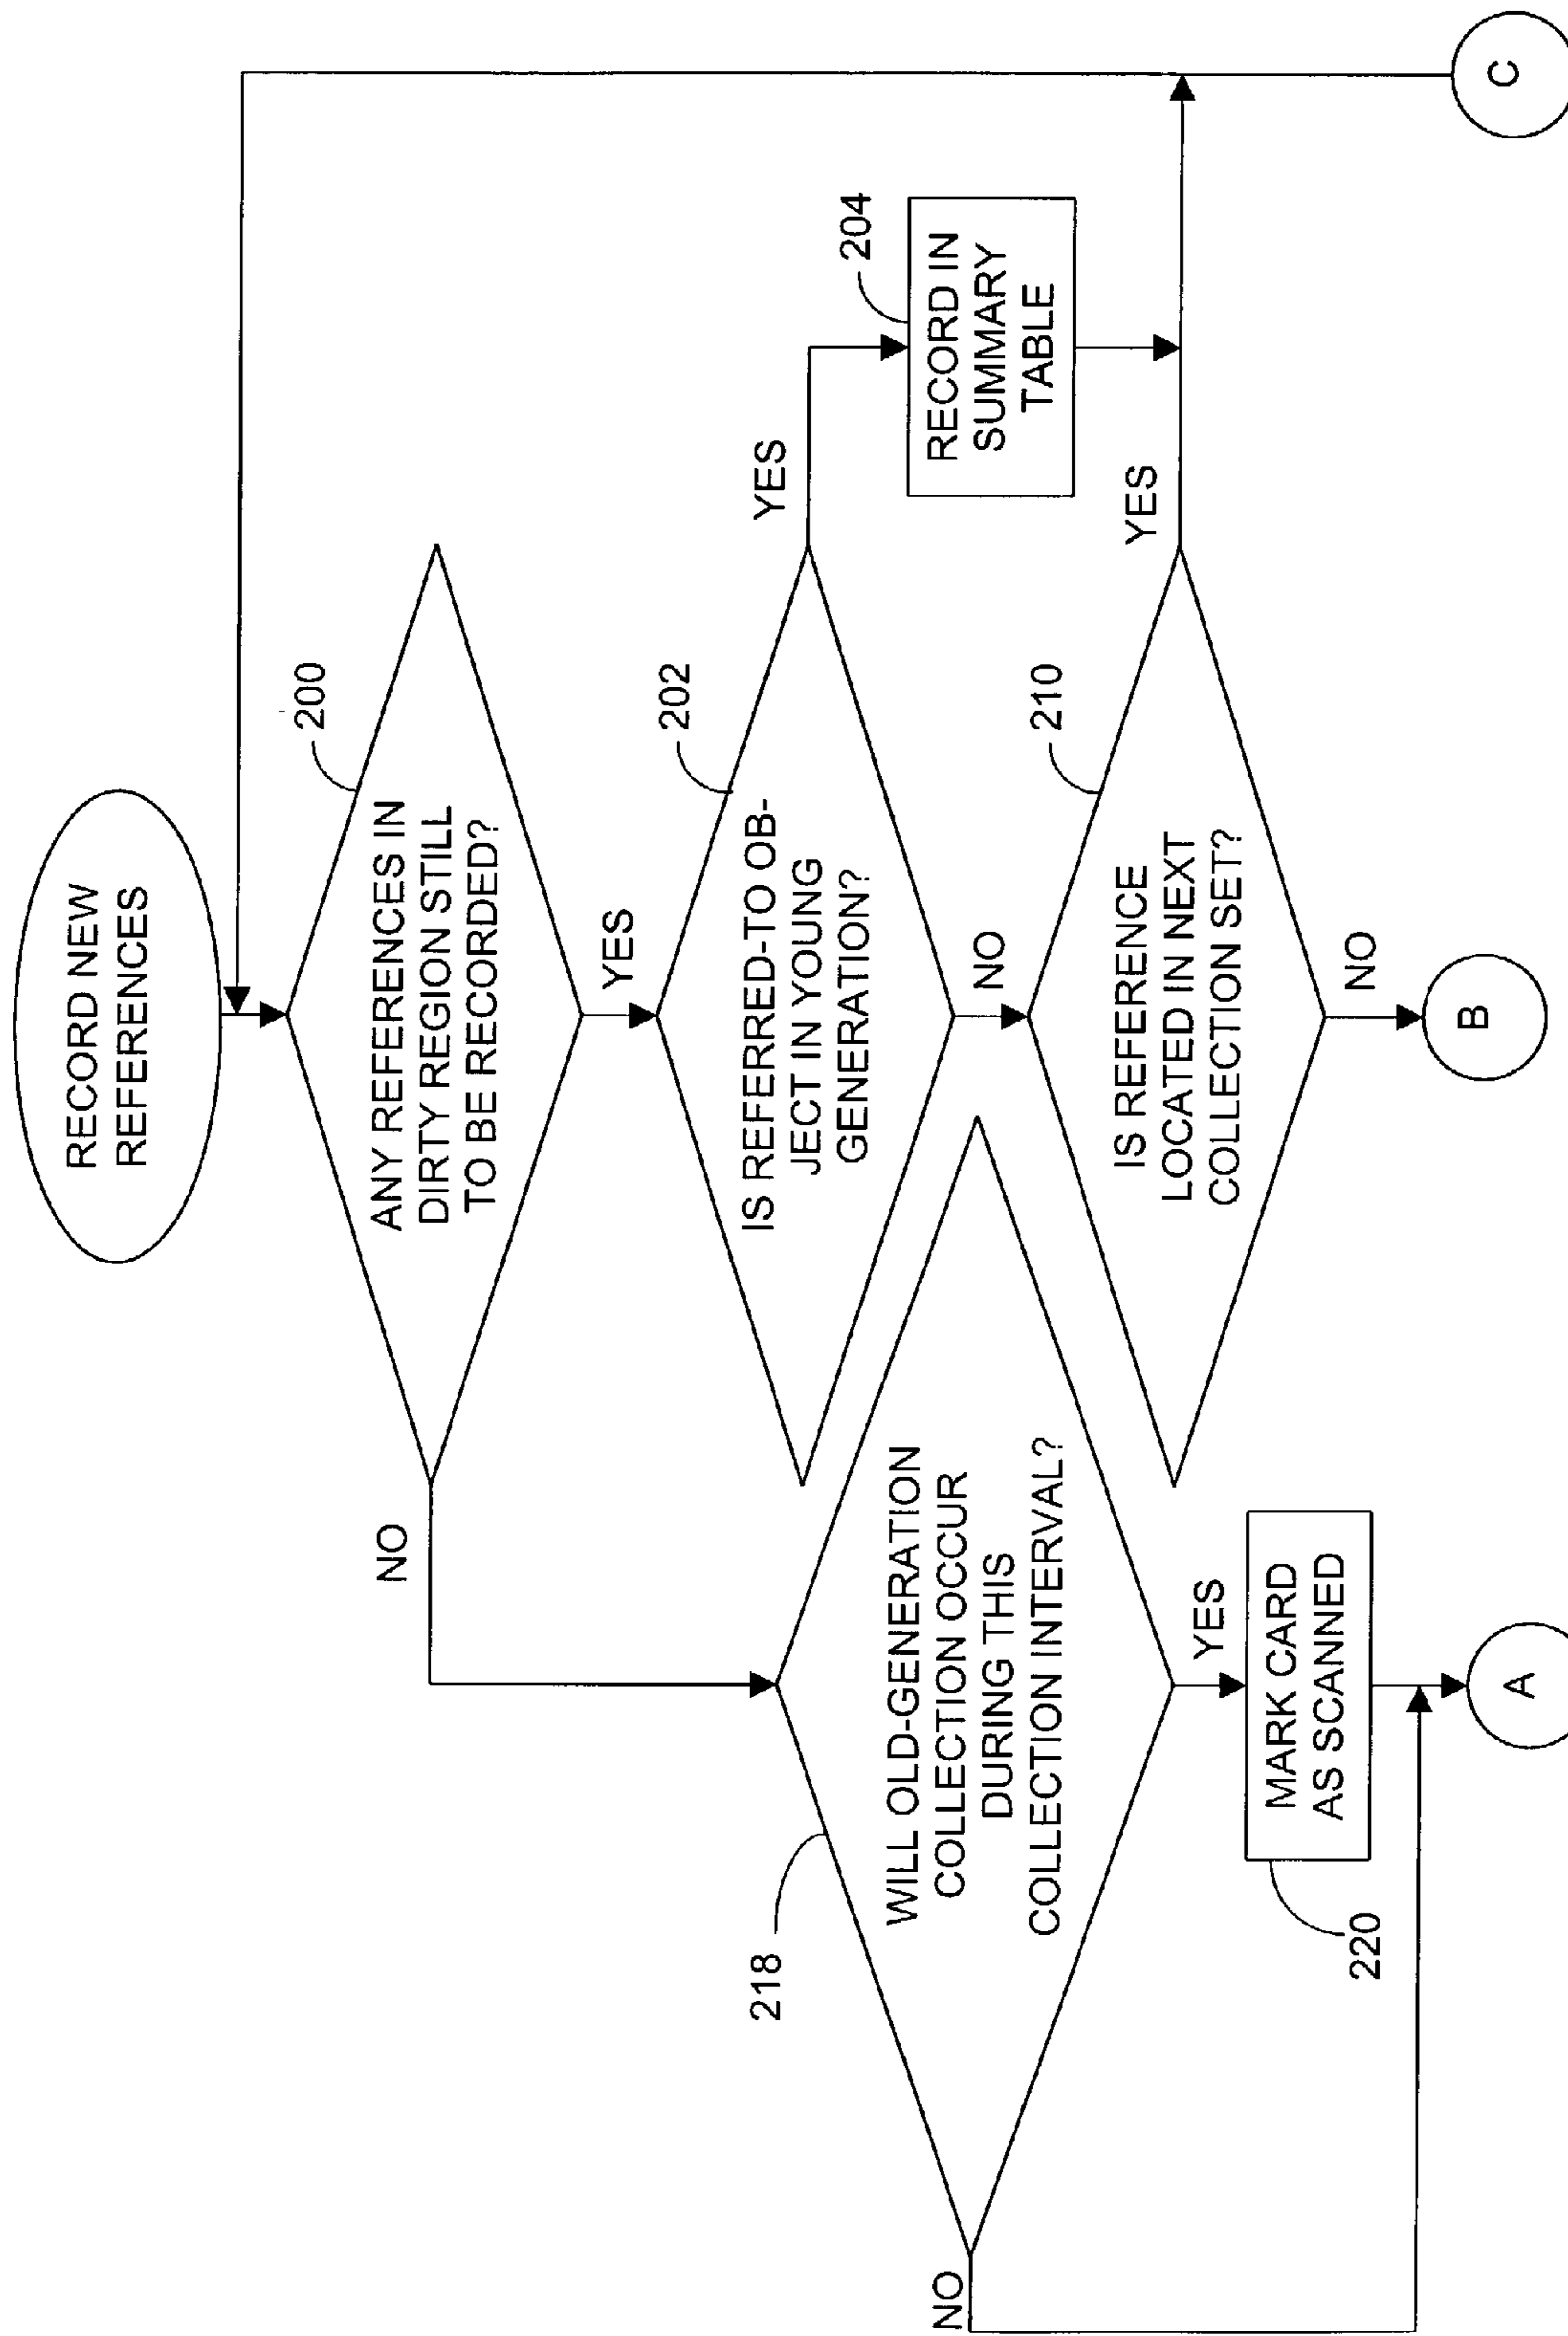 RECORD NEW
REFERENCES
200
ANY REFERENCES IN
DIRTY REGION STILL
TO BE RECORDED?
NO
YES
202
IS REFERRED-TO OB-
JECT IN YOUNG
GENERATION?
YES
204
RECORD IN
SUMMARY
TABLE
NO
218
WILL OLD-GENERATION
COLLECTION OCCUR
DURING THIS
COLLECTION INTERVAL?
210
IS REFERENCE
LOCATED IN NEXT
COLLECTION SET?
YES
NO
YES
NO
220
MARK CARD
AS SCANNED
A
B
C